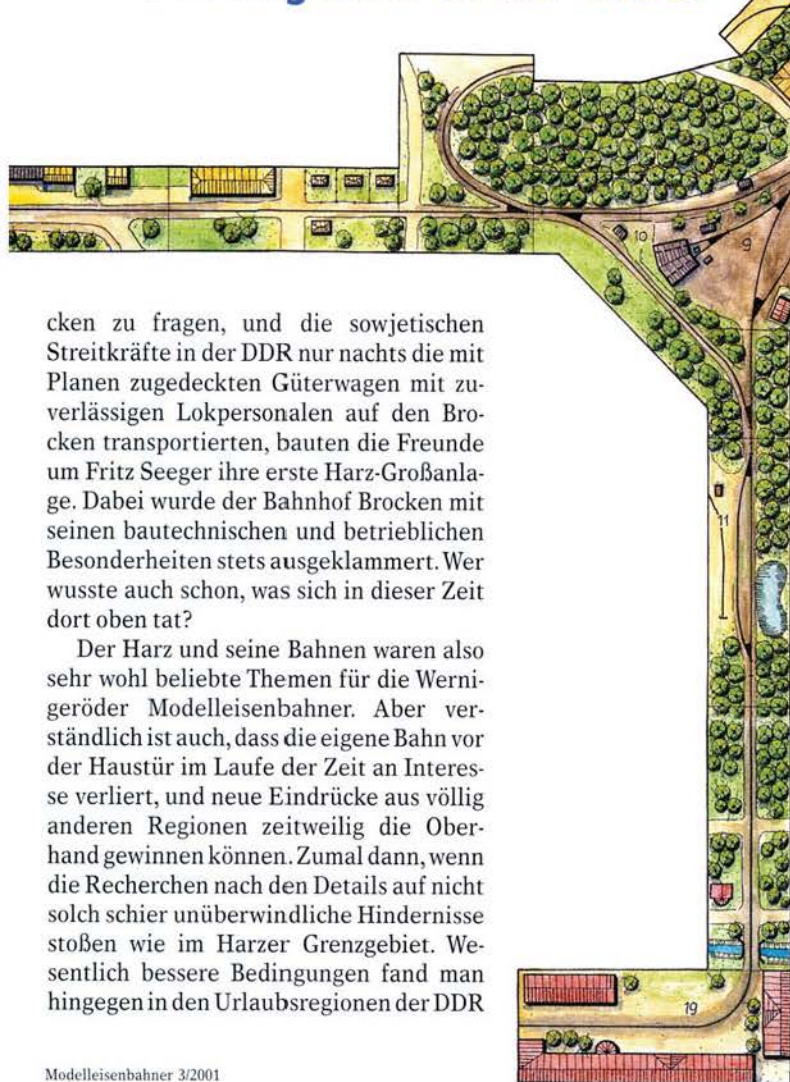 10
9
11
cken zu fragen, und die sowjetischen
Streitkräfte in der DDR nur nachts die mit
Planen zugedeckten Güterwagen mit zu-
verlässigen Lokpersonalen auf den Bro-
cken transportierten, bauten die Freunde
um Fritz Seeger ihre erste Harz-Großanla-
ge. Dabei wurde der Bahnhof Brocken mit
seinen bautechnischen und betrieblichen
Besonderheiten stets ausgeklammert. Wer
wusste auch schon, was sich in dieser Zeit
dort oben tat?
Der Harz und seine Bahnen waren also
sehr wohl beliebte Themen für die Werni-
geröder Modelleisenbahner. Aber ver-
ständlich ist auch, dass die eigene Bahn vor
der Haustür im Laufe der Zeit an Interes-
se verliert, und neue Eindrücke aus völlig
anderen Regionen zeitweilig die Ober-
hand gewinnen können. Zumal dann, wenn
die Recherchen nach den Details auf nicht
solch schier unüberwindliche Hindernisse
stoßen wie im Harzer Grenzgebiet. We-
sentlich bessere Bedingungen fand man
hingegen in den Urlaubsregionen der DDR
19
Modelleisenbahner 3/2001